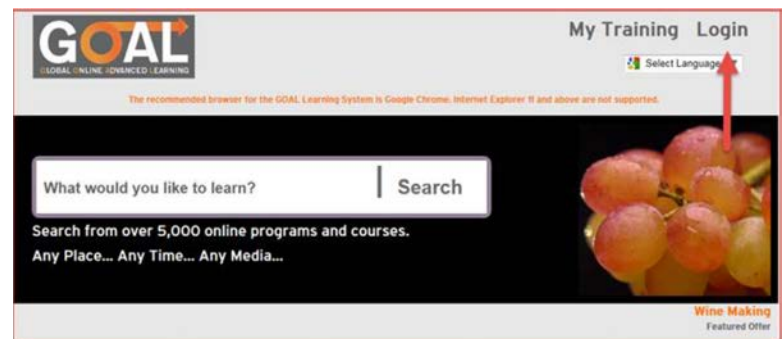 GOAL
GLOBAL ONLINE ADVANCED LEARNING
My Training Login
Select Language
The recommended browser for the GOAL Learning System is Google Chrome. Internet Explorer 11 and above are not supported.
What would you like to learn? Search
Search from over 5,000 online programs and courses.
Any Place... Any Time... Any Media...
Wine Making
Featured Offer